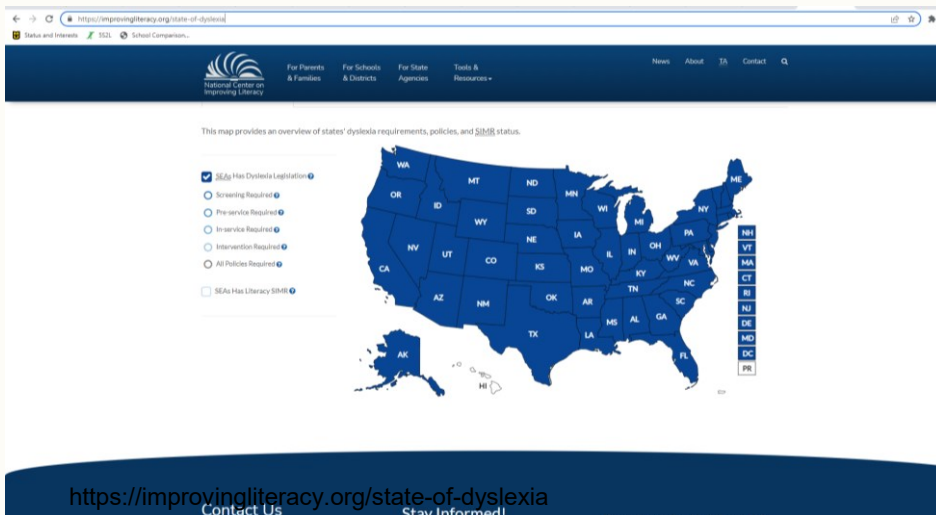 https://improvingliteracy.org/state-of-dyslexia
Status and Interests
SS2L
School Comparison...
National Center on
Improving Literacy
For Parents
& Families
For Schools
& Districts
For State
Agencies
Tools &
Resources
News
About
TA
Contact
This map provides an overview of states' dyslexia requirements, policies, and SIMR status.
SEAs Has Dyslexia Legislation
Screening Required
Pre-service Required
In-service Required
Intervention Required
All Policies Required
SEAs Has Literacy SIMR
WA
MT
ND
MN
ME
OR
ID
SD
WI
MI
NY
WY
IA
PA
NH
NE
IL
IN
OH
VT
NV
UT
CO
KS
MO
WV
VA
MA
CA
KY
CT
AZ
NM
OK
AR
TN
NC
RI
SC
NJ
MS
AL
GA
DE
TX
LA
MD
AK
FL
DC
HI
PR
https://improvingliteracy.org/state-of-dyslexia
Contact Us
Stay Informed!